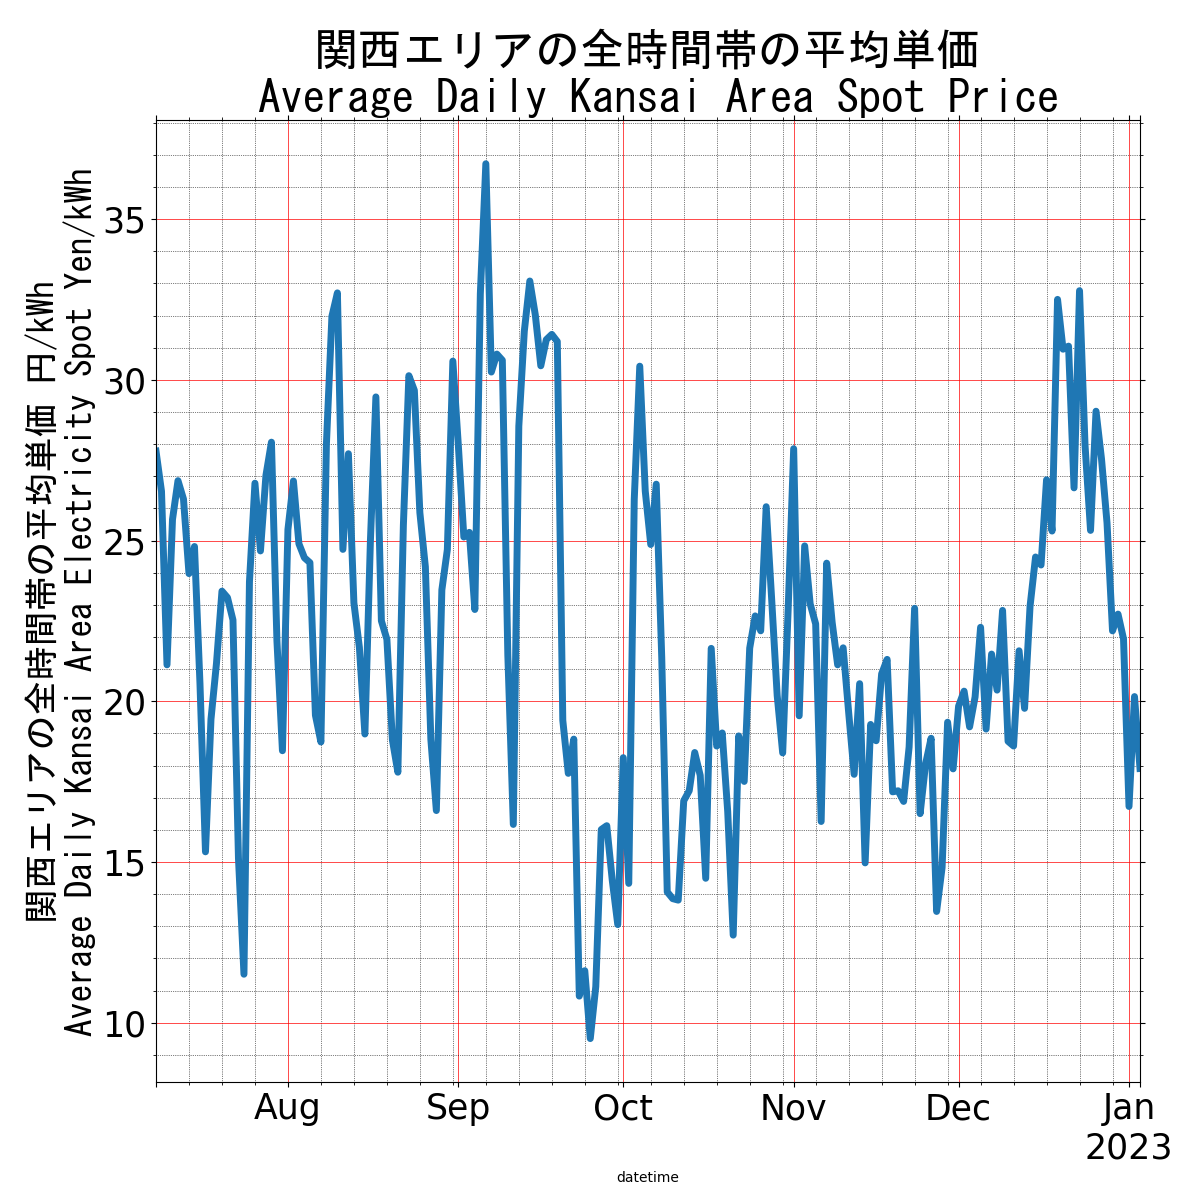 関西エリアの全時間帯の平均単価
Average Daily Kansai Area Spot Price
関西エリアの全時間帯の平均単価 円/kWh
Average Daily Kansai Area Electricity Spot Yen/kWh
35
30
25
20
15
10
Aug
Sep
Oct
Nov
Dec
Jan
2023
datetime